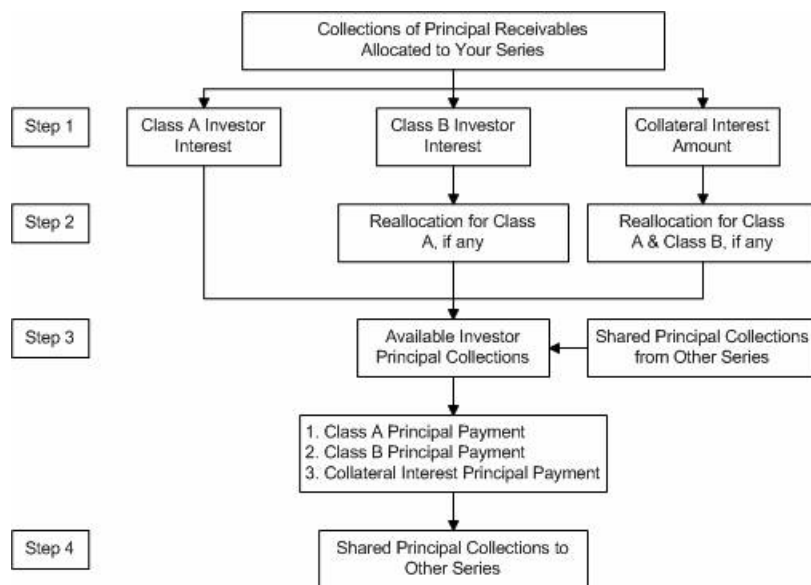 Collections of Principal Receivables
Allocated to Your Series
Step 1
Class A Investor
Interest
Class B Investor
Interest
Collateral Interest
Amount
Step 2
Reallocation for Class
A, if any
Reallocation for Class
A & Class B, if any
Step 3
Available Investor
Principal Collections
Shared Principal Collections
from Other Series
1. Class A Principal Payment
2. Class B Principal Payment
3. Collateral Interest Principal Payment
Step 4
Shared Principal Collections to
Other Series